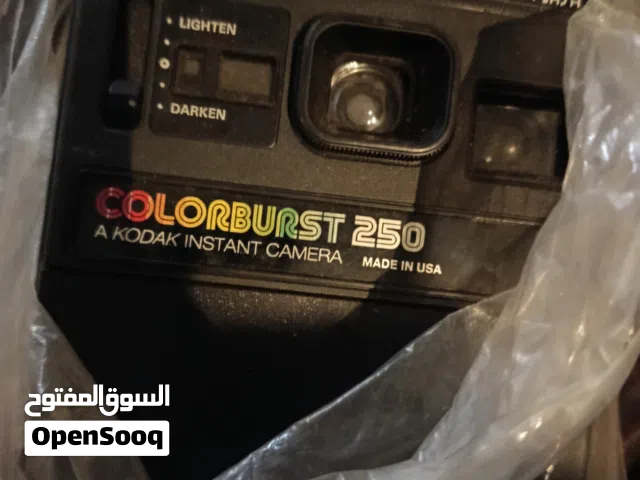 LIGHTEN
DARKEN
COLORBURST 250
A KODAK INSTANT CAMERA MADE IN USA
السوق المفتوح
OpenSooq